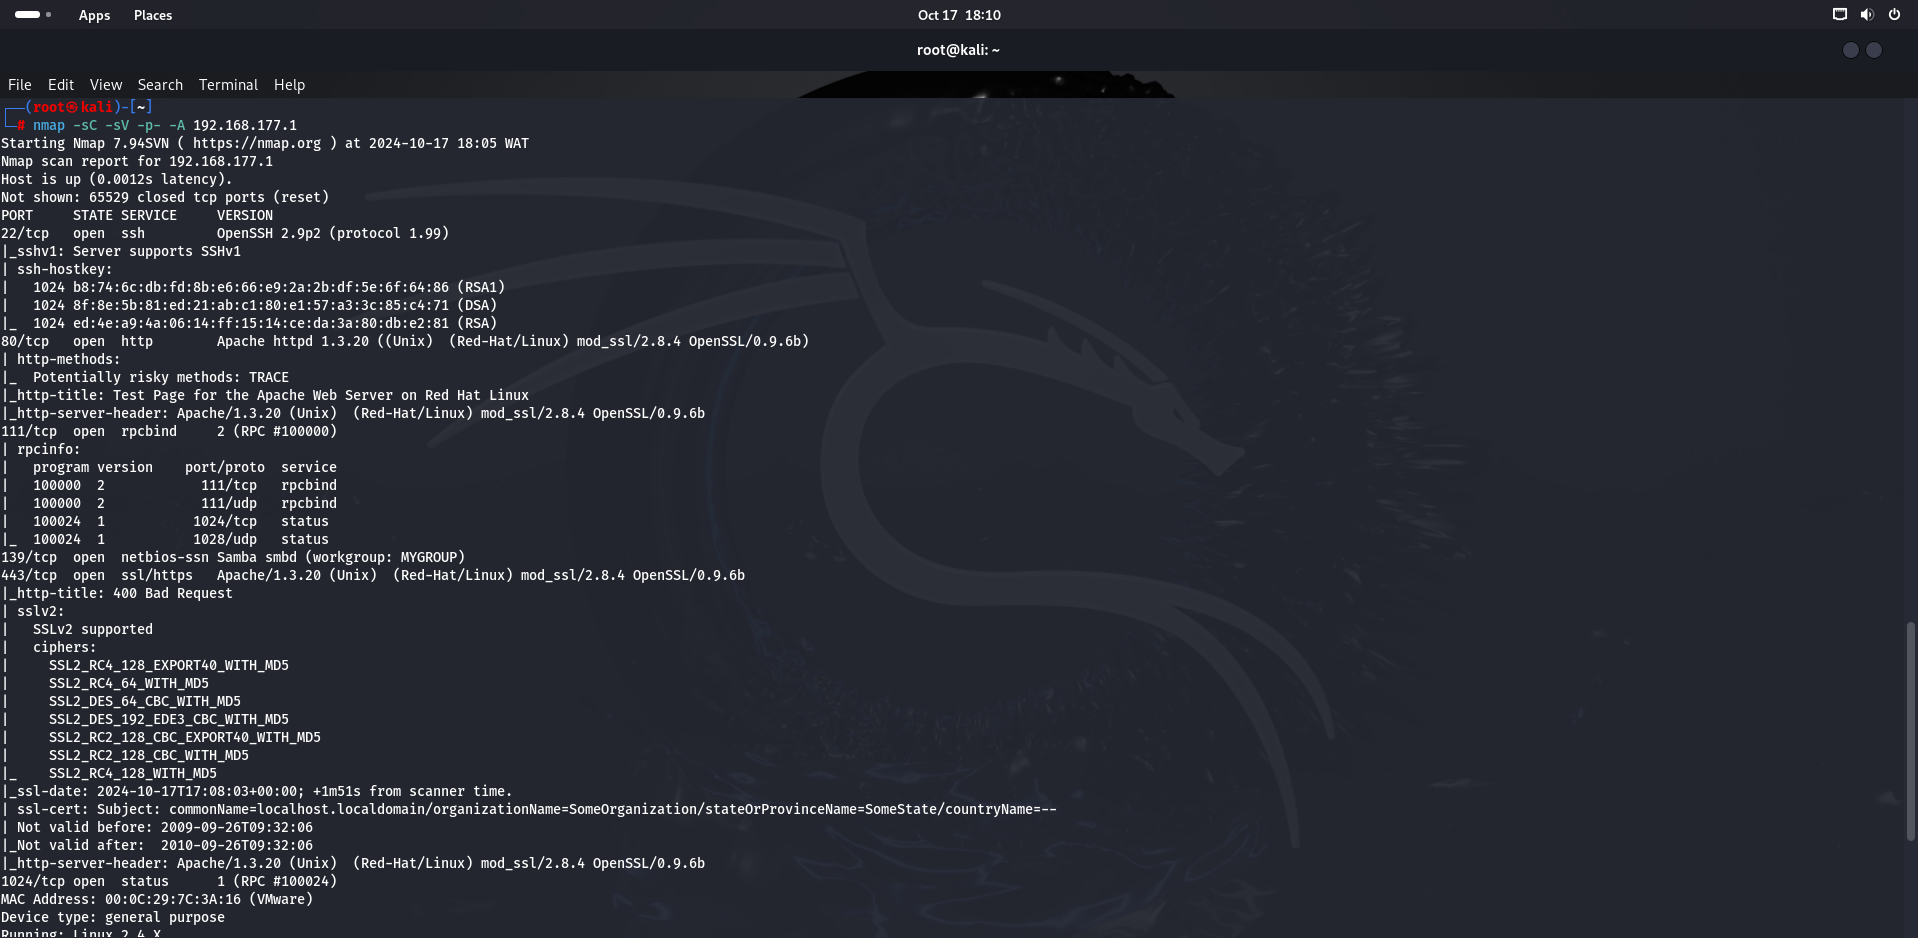 Apps Places Oct 17 18:10
root@kali: ~
File Edit View Search Terminal Help
┌──(root㉿kali)-[~]
└─# nmap -sC -sV -p- -A 192.168.177.1
Starting Nmap 7.94SVN ( https://nmap.org ) at 2024-10-17 18:05 WAT
Nmap scan report for 192.168.177.1
Host is up (0.0012s latency).
Not shown: 65529 closed tcp ports (reset)
PORT     STATE SERVICE     VERSION
22/tcp   open  ssh         OpenSSH 2.9p2 (protocol 1.99)
|_sshv1: Server supports SSHv1
| ssh-hostkey:
|   1024 b8:74:6c:db:fd:8b:e6:66:e9:2a:2b:df:5e:6f:64:86 (RSA1)
|   1024 8f:8e:5b:81:ed:21:ab:c1:80:e1:57:a3:3c:85:c4:71 (DSA)
|_  1024 ed:4e:a9:4a:06:14:ff:15:14:ce:da:3a:80:db:e2:81 (RSA)
80/tcp   open  http        Apache httpd 1.3.20 ((Unix)  (Red-Hat/Linux) mod_ssl/2.8.4 OpenSSL/0.9.6b)
| http-methods:
|_  Potentially risky methods: TRACE
|_http-title: Test Page for the Apache Web Server on Red Hat Linux
|_http-server-header: Apache/1.3.20 (Unix)  (Red-Hat/Linux) mod_ssl/2.8.4 OpenSSL/0.9.6b
111/tcp  open  rpcbind     2 (RPC #100000)
| rpcinfo:
|   program version    port/proto  service
|   100000  2            111/tcp   rpcbind
|   100000  2            111/udp   rpcbind
|   100024  1           1024/tcp   status
|_  100024  1           1028/udp   status
139/tcp  open  netbios-ssn Samba smbd (workgroup: MYGROUP)
443/tcp  open  ssl/https   Apache/1.3.20 (Unix)  (Red-Hat/Linux) mod_ssl/2.8.4 OpenSSL/0.9.6b
|_http-title: 400 Bad Request
| sslv2:
|   SSLv2 supported
|   ciphers:
|     SSL2_RC4_128_EXPORT40_WITH_MD5
|     SSL2_RC4_64_WITH_MD5
|     SSL2_DES_64_CBC_WITH_MD5
|     SSL2_DES_192_EDE3_CBC_WITH_MD5
|     SSL2_RC2_128_CBC_EXPORT40_WITH_MD5
|     SSL2_RC2_128_CBC_WITH_MD5
|_    SSL2_RC4_128_WITH_MD5
|_ssl-date: 2024-10-17T17:08:03+00:00; +1m51s from scanner time.
| ssl-cert: Subject: commonName=localhost.localdomain/organizationName=SomeOrganization/stateOrProvinceName=SomeState/countryName=--
| Not valid before: 2009-09-26T09:32:06
|_Not valid after:  2010-09-26T09:32:06
|_http-server-header: Apache/1.3.20 (Unix)  (Red-Hat/Linux) mod_ssl/2.8.4 OpenSSL/0.9.6b
1024/tcp open  status      1 (RPC #100024)
MAC Address: 00:0C:29:7C:3A:16 (VMware)
Device type: general purpose
Running: Linux 2.4.X